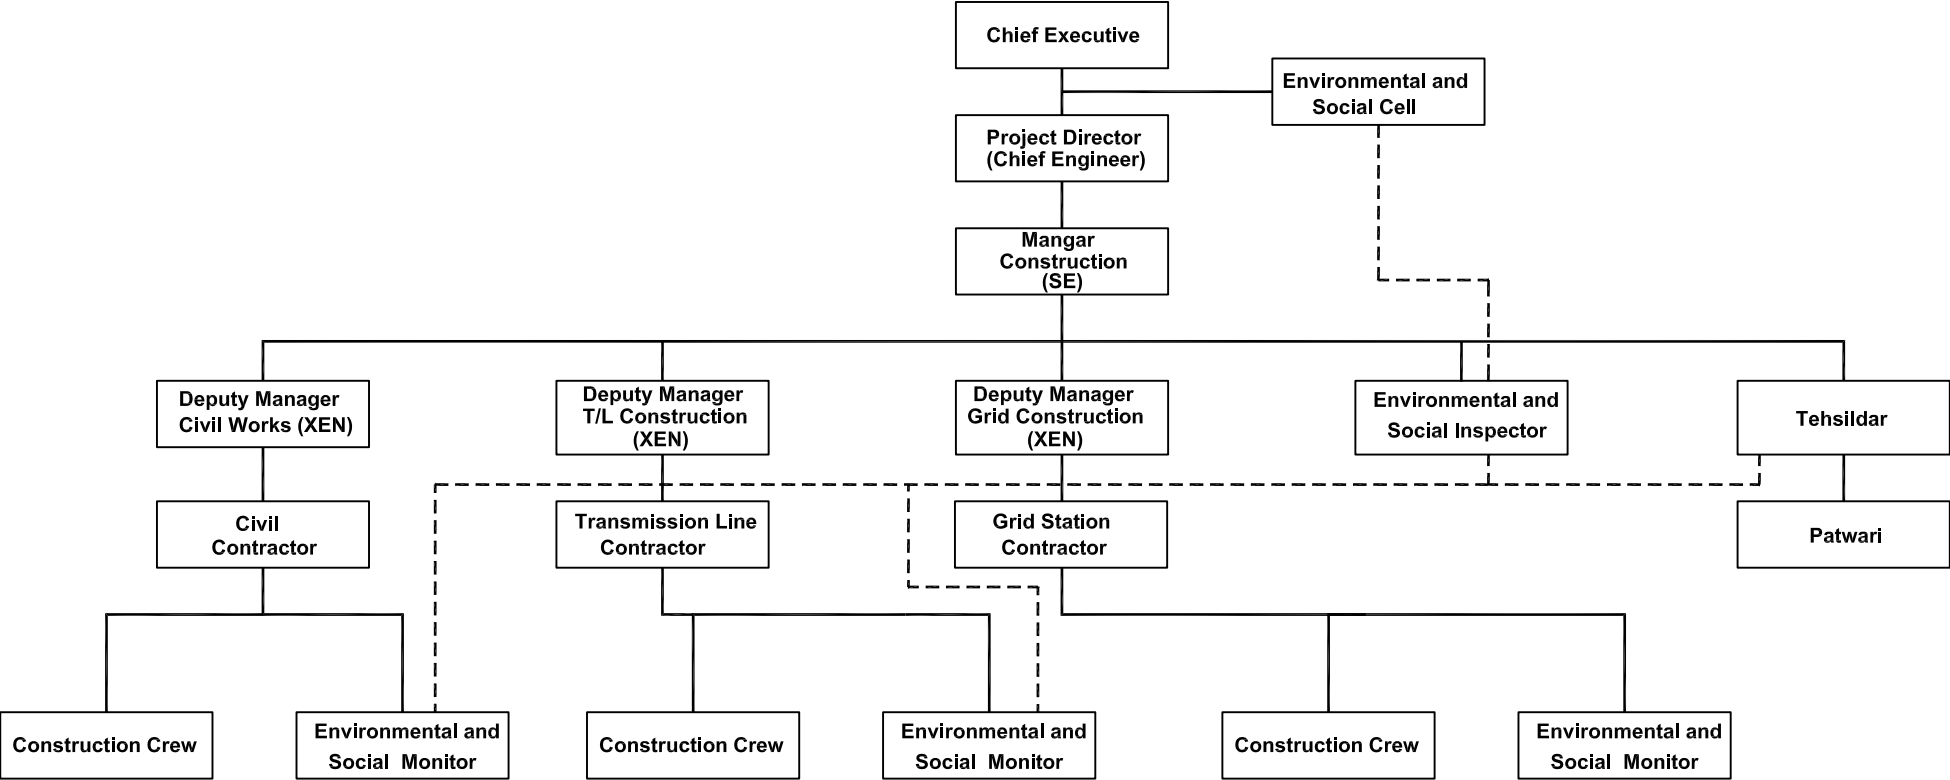 Chief Executive
Environmental and
Social Cell
Project Director
(Chief Engineer)
Mangar
Construction
(SE)
Deputy Manager
Civil Works (XEN)
Deputy Manager
T/L Construction
(XEN)
Deputy Manager
Grid Construction
(XEN)
Environmental and
Social Inspector
Tehsildar
Civil
Contractor
Transmission Line
Contractor
Grid Station
Contractor
Patwari
Construction Crew
Environmental and
Social Monitor
Construction Crew
Environmental and
Social Monitor
Construction Crew
Environmental and
Social Monitor